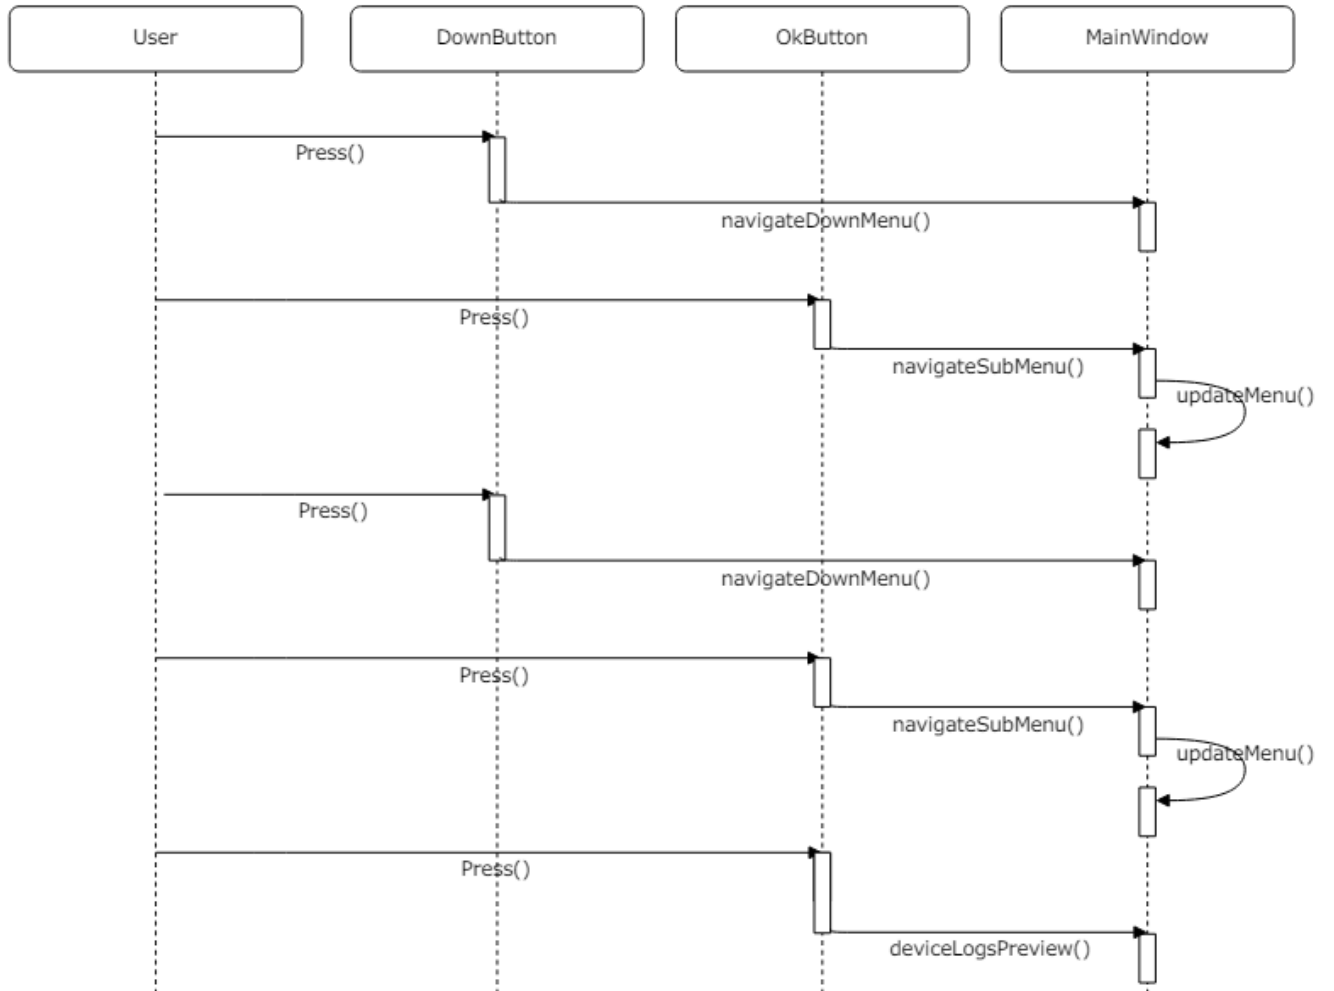 User
DownButton
OkButton
MainWindow
Press()
navigateDownMenu()
Press()
navigateSubMenu()
updateMenu()
Press()
navigateDownMenu()
Press()
navigateSubMenu()
updateMenu()
Press()
deviceLogsPreview()